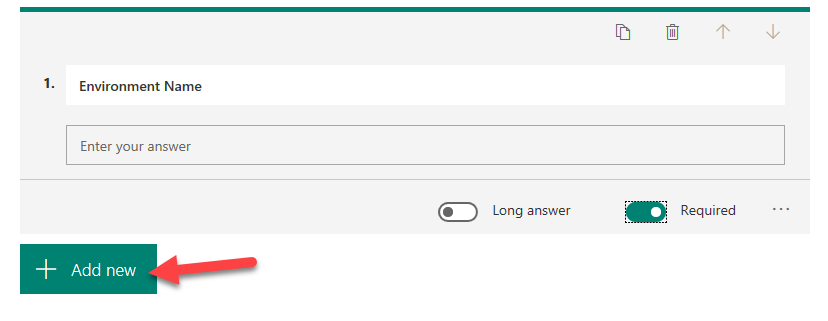 1. Environment Name
Enter your answer
Long answer Required ...
Add new